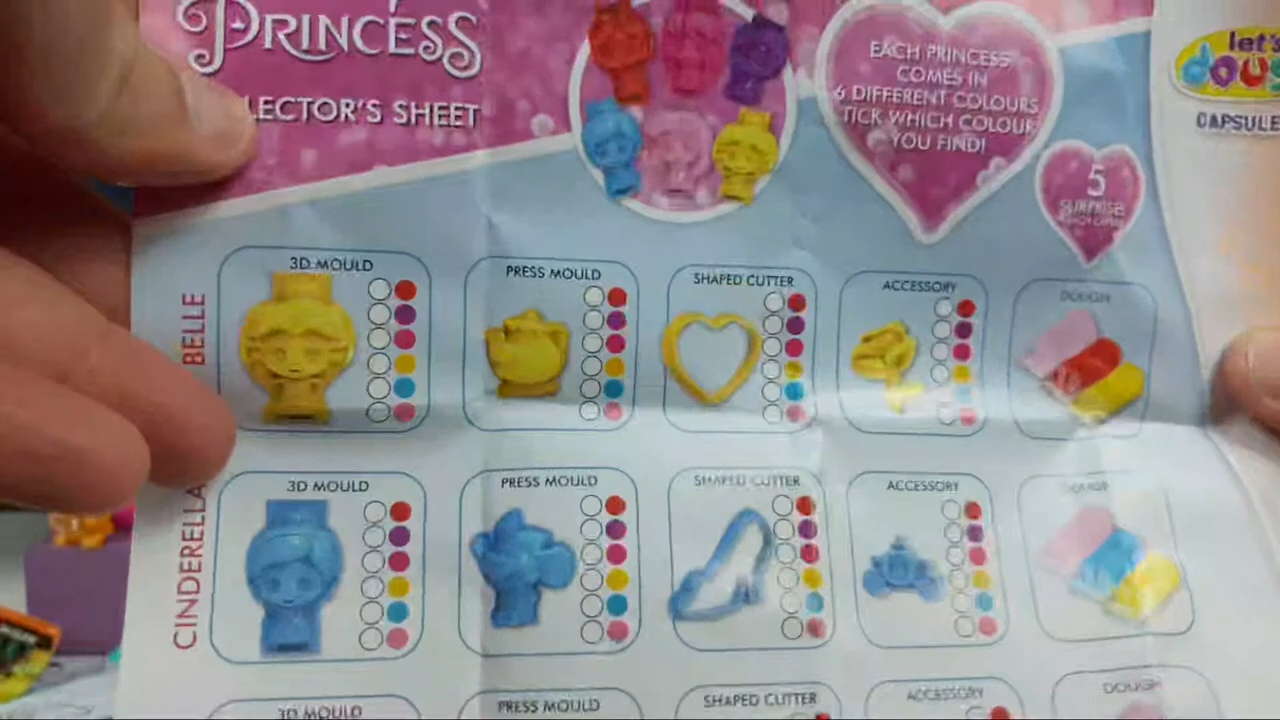 PRINCESS
LECTOR'S SHEET
EACH PRINCESS
COMES IN
6 DIFFERENT COLOURS
TICK WHICH COLOUR
YOU FIND!
5
SURPRISE
let's
CAPSULE
BELLE
3D MOULD
PRESS MOULD
SHAPED CUTTER
ACCESSORY
DOUGH
CINDERELLA
3D MOULD
PRESS MOULD
SHAPED CUTTER
ACCESSORY
3D MOULD
PRESS MOULD
SHAPED CUTTER
ACCESSORY
DOUGH